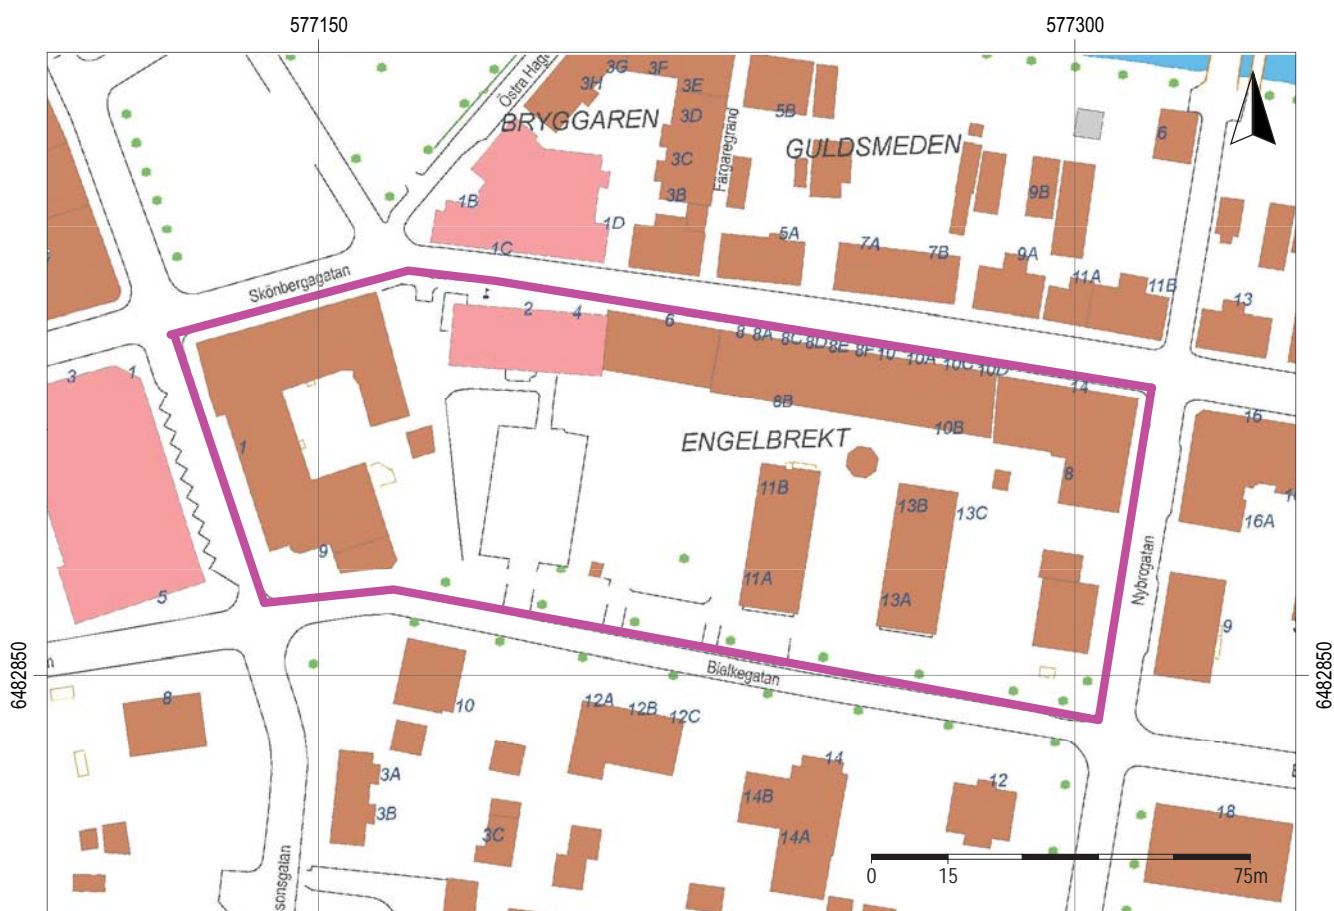 577150
577300
Östra Hag
3H
3G
3F
3E
BRYGGAREN
3D
Färgaregränd
5B
6
GULDSMEDEN
3C
3B
9B
1B
1D
1C
5A
7A
7B
9A
11A
11B
13
Skönbergagatan
2
4
6
8
8A
8C
8D
8E
8F
10
10A
10C
10D
14
3
1
8B
10B
16
1
ENGELBREKT
11B
13B
13C
8
16A
9
11A
13A
Nybrogatan
5
9
6482850
6482850
Bielkegatan
8
10
12A
12B
12C
3A
14
12
3B
14B
3C
14A
18
sonsgatan
0
15
75m